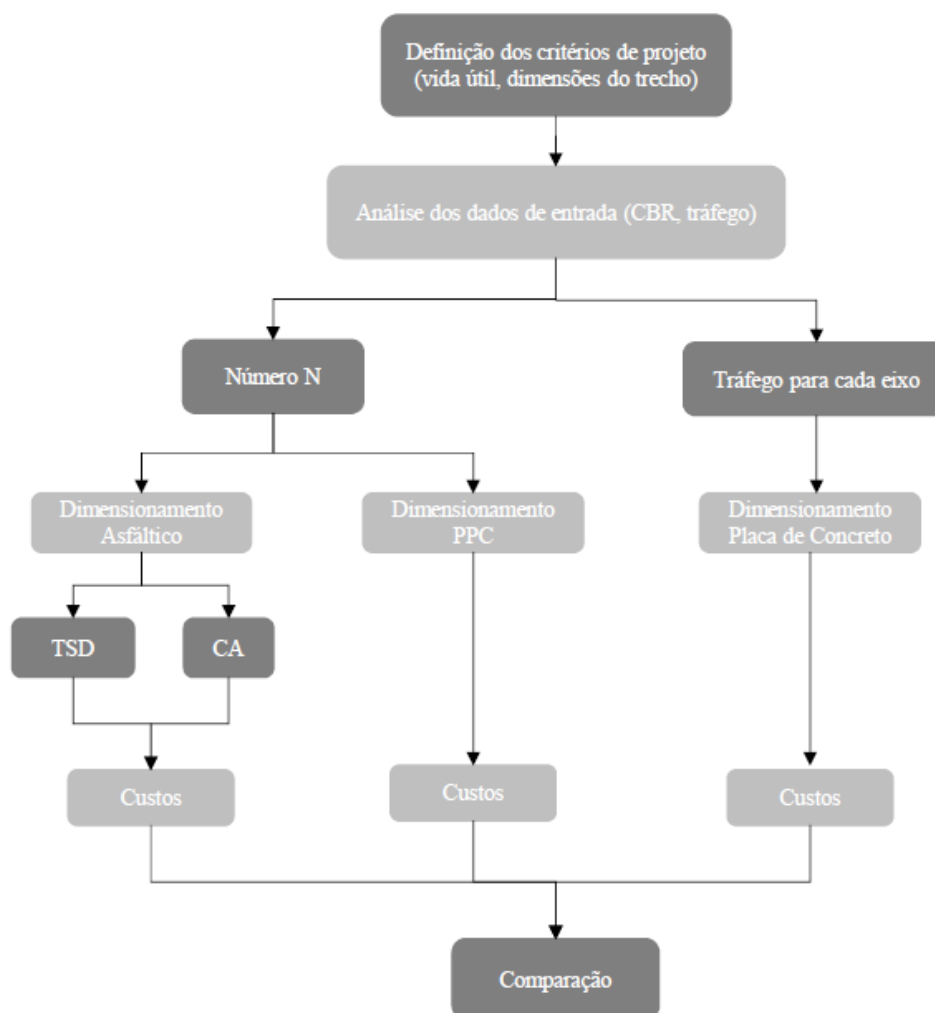 Definição dos critérios de projeto
(vida útil, dimensões do trecho)
Análise dos dados de entrada (CBR, tráfego)
Número N
Tráfego para cada eixo
Dimensionamento
Asfáltico
Dimensionamento
PPC
Dimensionamento
Placa de Concreto
TSD
CA
Custos
Custos
Custos
Comparação